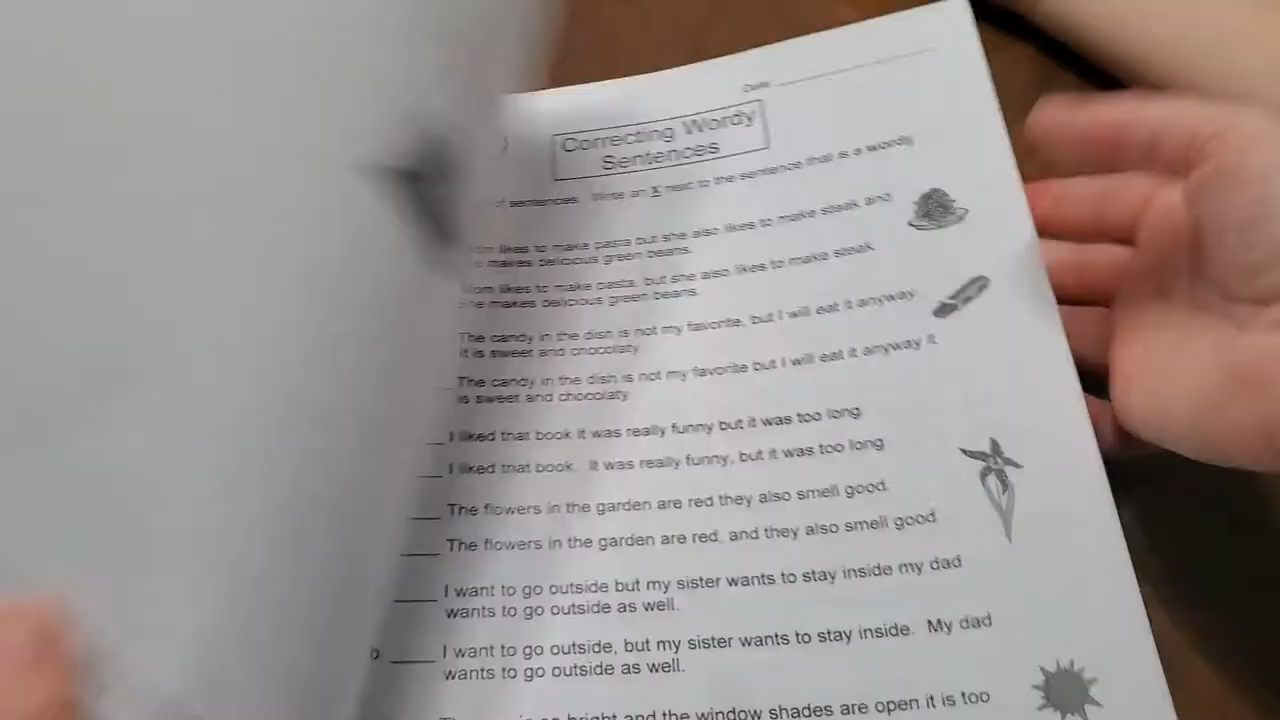 Date
Correcting Wordy
Sentences
of sentences. Write an X next to the sentence that is a wordy
likes to make pasta but she also likes to make steak and
makes delicious green beans.
likes to make pasta, but she also likes to make steak.
makes delicious green beans.
The candy in the dish is not my favorite, but I will eat it anyway.
It is sweet and chocolaty.
The candy in the dish is not my favorite but I will eat it anyway it
is sweet and chocolaty.
I liked that book it was really funny but it was too long.
I liked that book. It was really funny, but it was too long.
The flowers in the garden are red they also smell good.
The flowers in the garden are red, and they also smell good.
I want to go outside but my sister wants to stay inside my dad
wants to go outside as well.
b. I want to go outside, but my sister wants to stay inside. My dad
wants to go outside as well.
bright and the window shades are open it is too